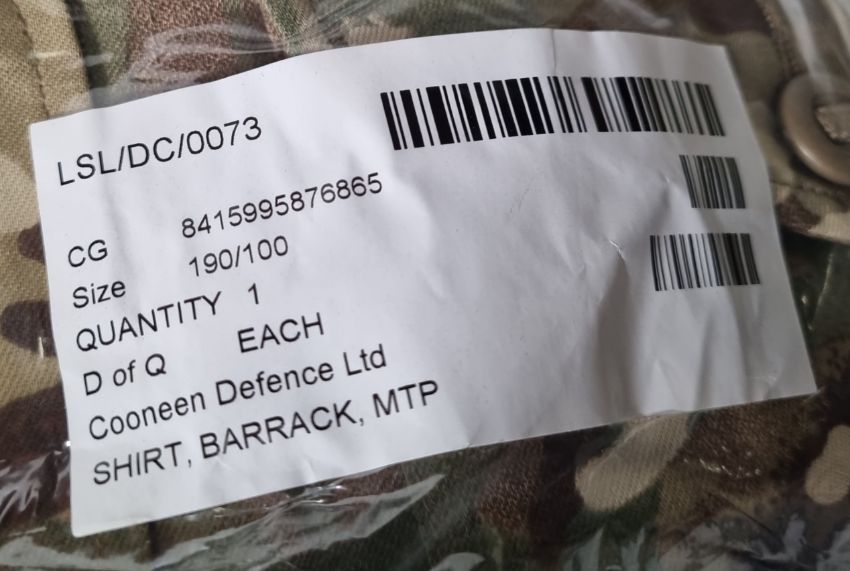 LSL/DC/0073
CG 8415995876865
Size 190/100
QUANTITY 1
D of Q EACH
Cooneen Defence Ltd
SHIRT, BARRACK, MTP